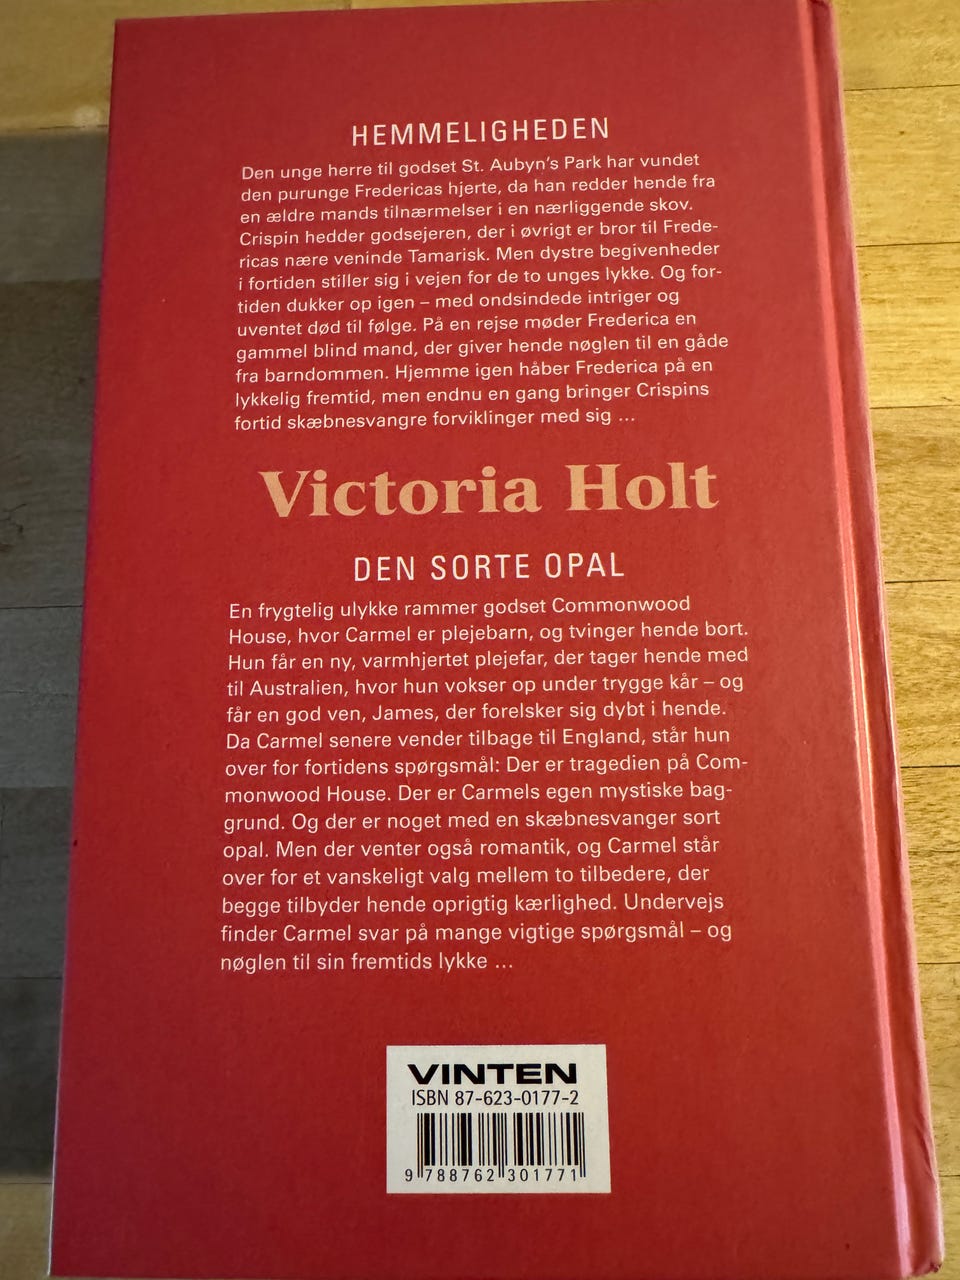 HEMMELIGHEDEN
Den unge herre til godset St. Aubyn's Park har vundet
den purunge Fredericas hjerte, da han redder hende fra
en ældre mands tilnærmelser i en nærliggende skov.
Crispin hedder godsejeren, der i øvrigt er bror til Frede-
ricas nære veninde Tamarisk. Men dystre begivenheder
i fortiden stiller sig i vejen for de to unges lykke. Og for-
tiden dukker op igen – med ondsindede intriger og
uventet død til følge. På en rejse møder Frederica en
gammel blind mand, der giver hende nøglen til en gåde
fra barndommen. Hjemme igen håber Frederica på en
lykkelig fremtid, men endnu en gang bringer Crispins
fortid skæbnesvangre forviklinger med sig ...
Victoria Holt
DEN SORTE OPAL
En frygtelig ulykke rammer godset Commonwood
House, hvor Carmel er plejebarn, og tvinger hende bort.
Hun får en ny, varmhjertet plejefar, der tager hende med
til Australien, hvor hun vokser op under trygge kår – og
får en god ven, James, der forelsker sig dybt i hende.
Da Carmel senere vender tilbage til England, står hun
over for fortidens spørgsmål: Der er tragedien på Com-
monwood House. Der er Carmels egen mystiske bag-
grund. Og der er noget med en skæbnesvanger sort
opal. Men der venter også romantik, og Carmel står
over for et vanskeligt valg mellem to tilbedere, der
begge tilbyder hende oprigtig kærlighed. Undervejs
finder Carmel svar på mange vigtige spørgsmål – og
nøglen til sin fremtids lykke ...
VINTEN
ISBN 87-623-0177-2
9 788762 301771